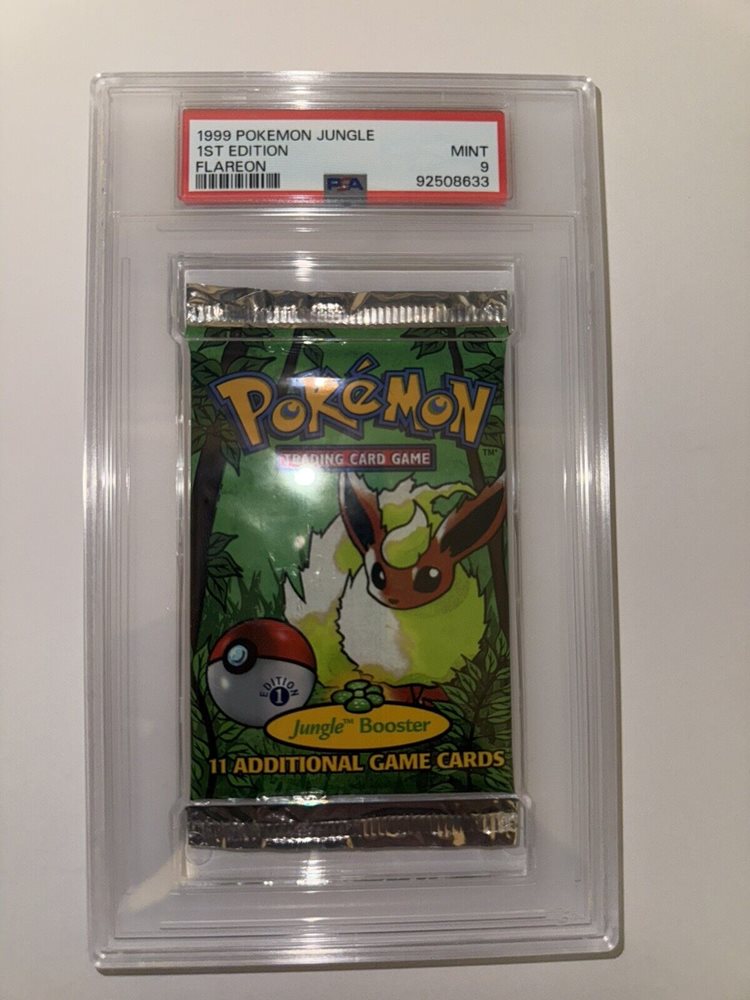 1999 POKEMON JUNGLE
1ST EDITION
MINT
FLAREON
9
PSA
92508633
POKéMON
TM
TRADING CARD GAME
EDITION
1
Jungle™ Booster
11 ADDITIONAL GAME CARDS